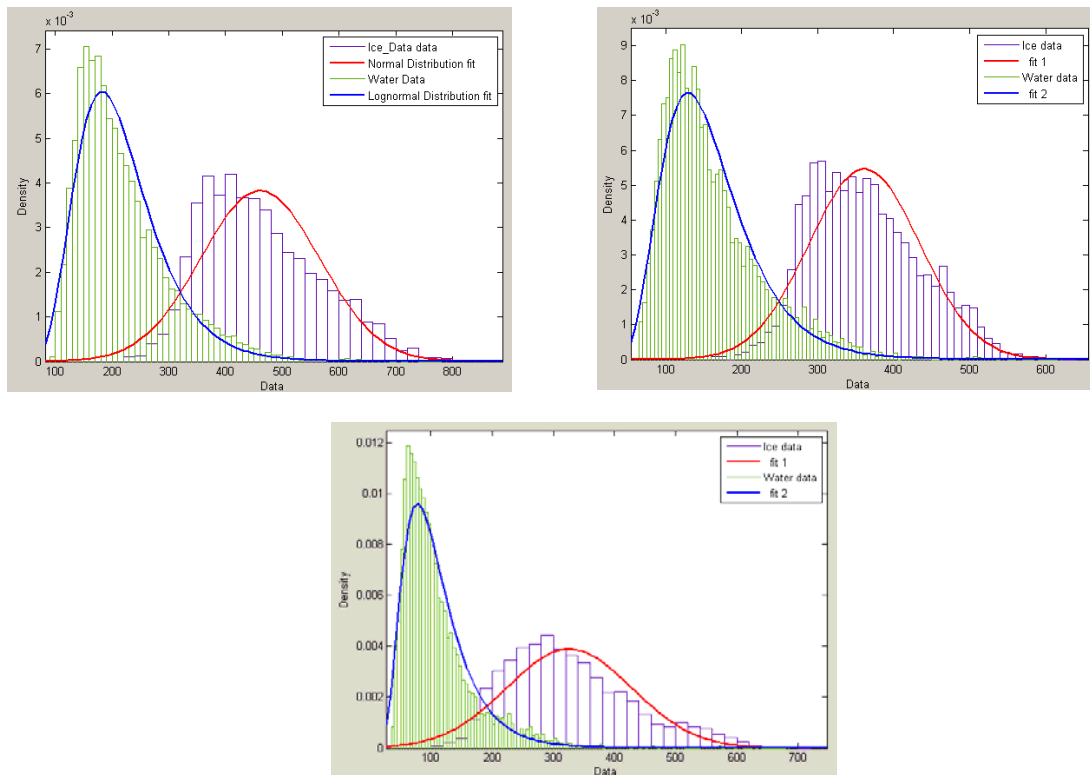 x 10⁻³
7
6
5
4
3
2
1
0
Density
100 200 300 400 500 600 700 800
Data
Ice_Data data
Normal Distribution fit
Water Data
Lognormal Distribution fit
x 10⁻³
9
8
7
6
5
4
3
2
1
0
Density
100 200 300 400 500 600
Data
Ice data
fit 1
Water data
fit 2
0.012
0.01
0.008
0.006
0.004
0.002
0
Density
100 200 300 400 500 600 700
Data
Ice data
fit 1
Water data
fit 2